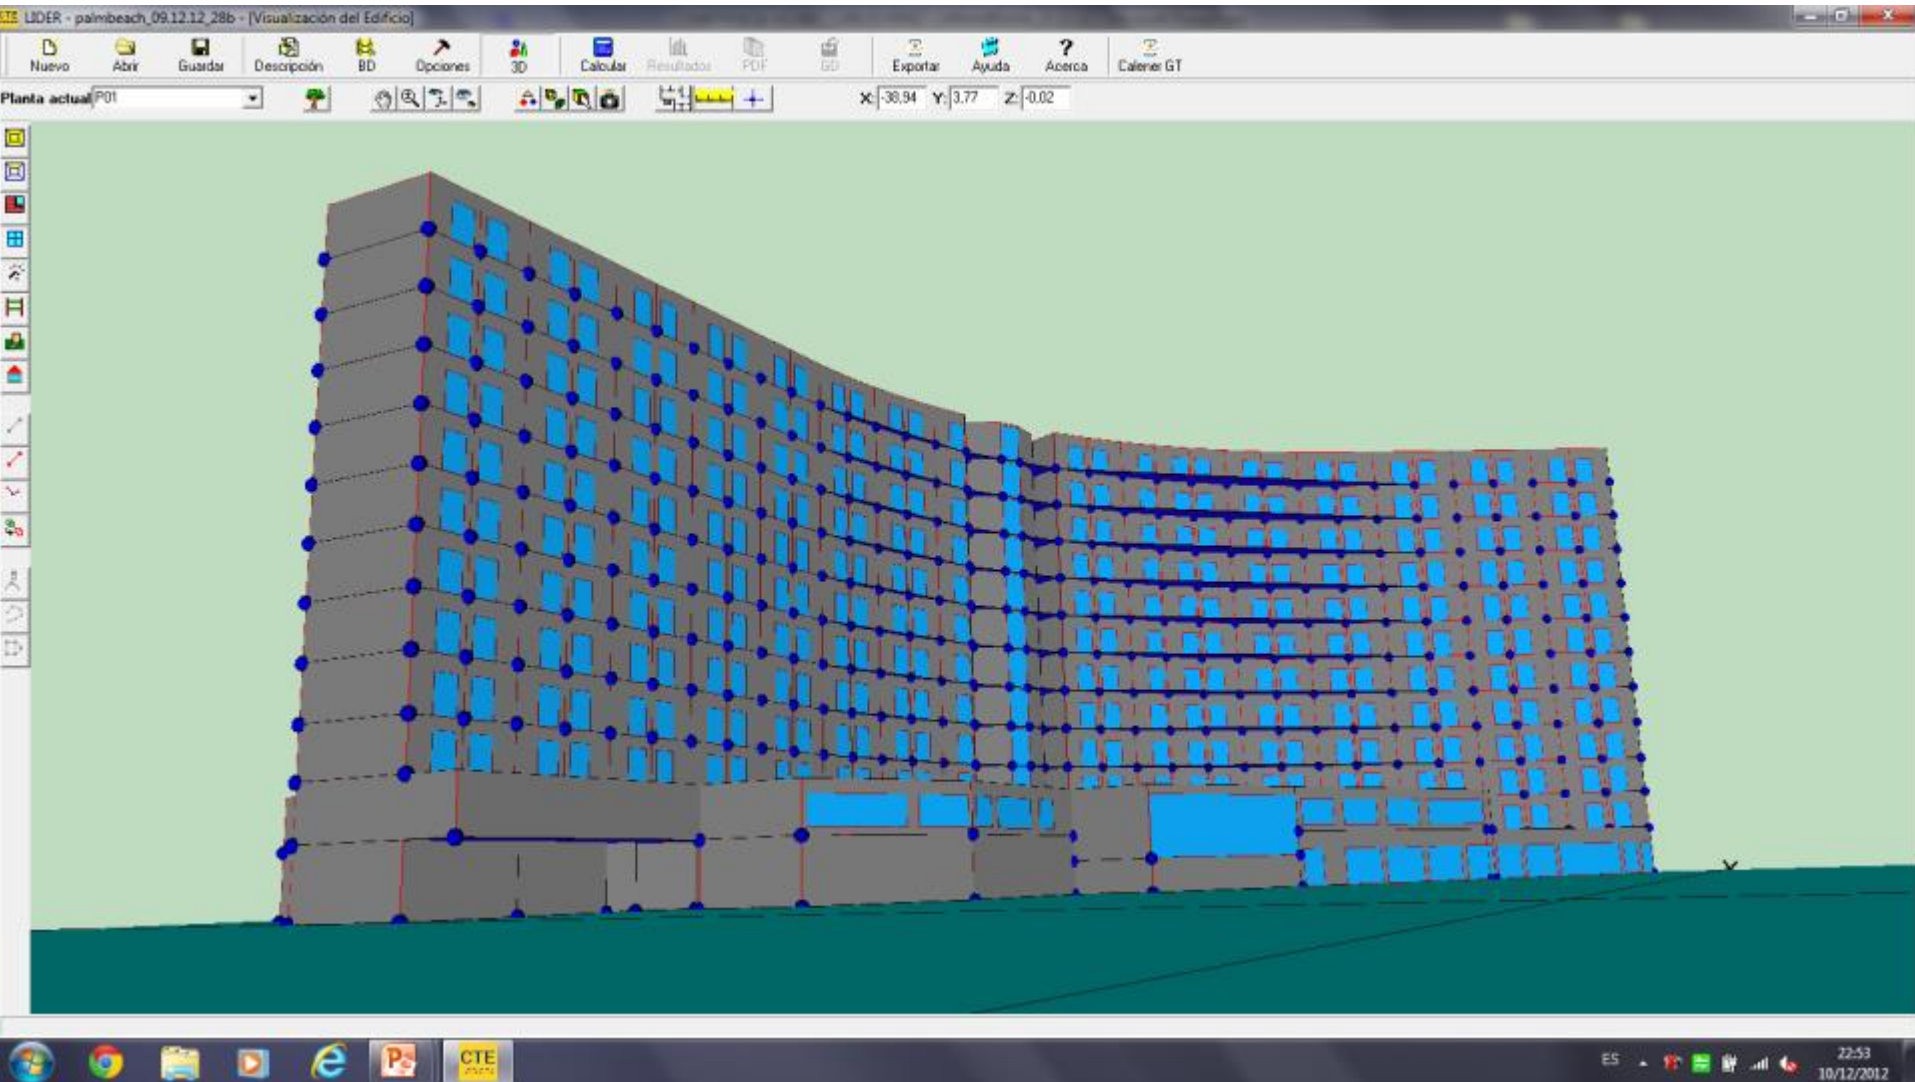 CTE LIDER - palmbeach_09.12.12_28b - [Visualización del Edificio]
Nuevo Abrir Guardar Descripción BD Opciones 3D Calcular Resultados PDF GD Exportar Ayuda Acerca Calener GT
Planta actual P01 X: -38,94 Y: 3.77 Z: -0.02
X
CTE ES 22:53
10/12/2012